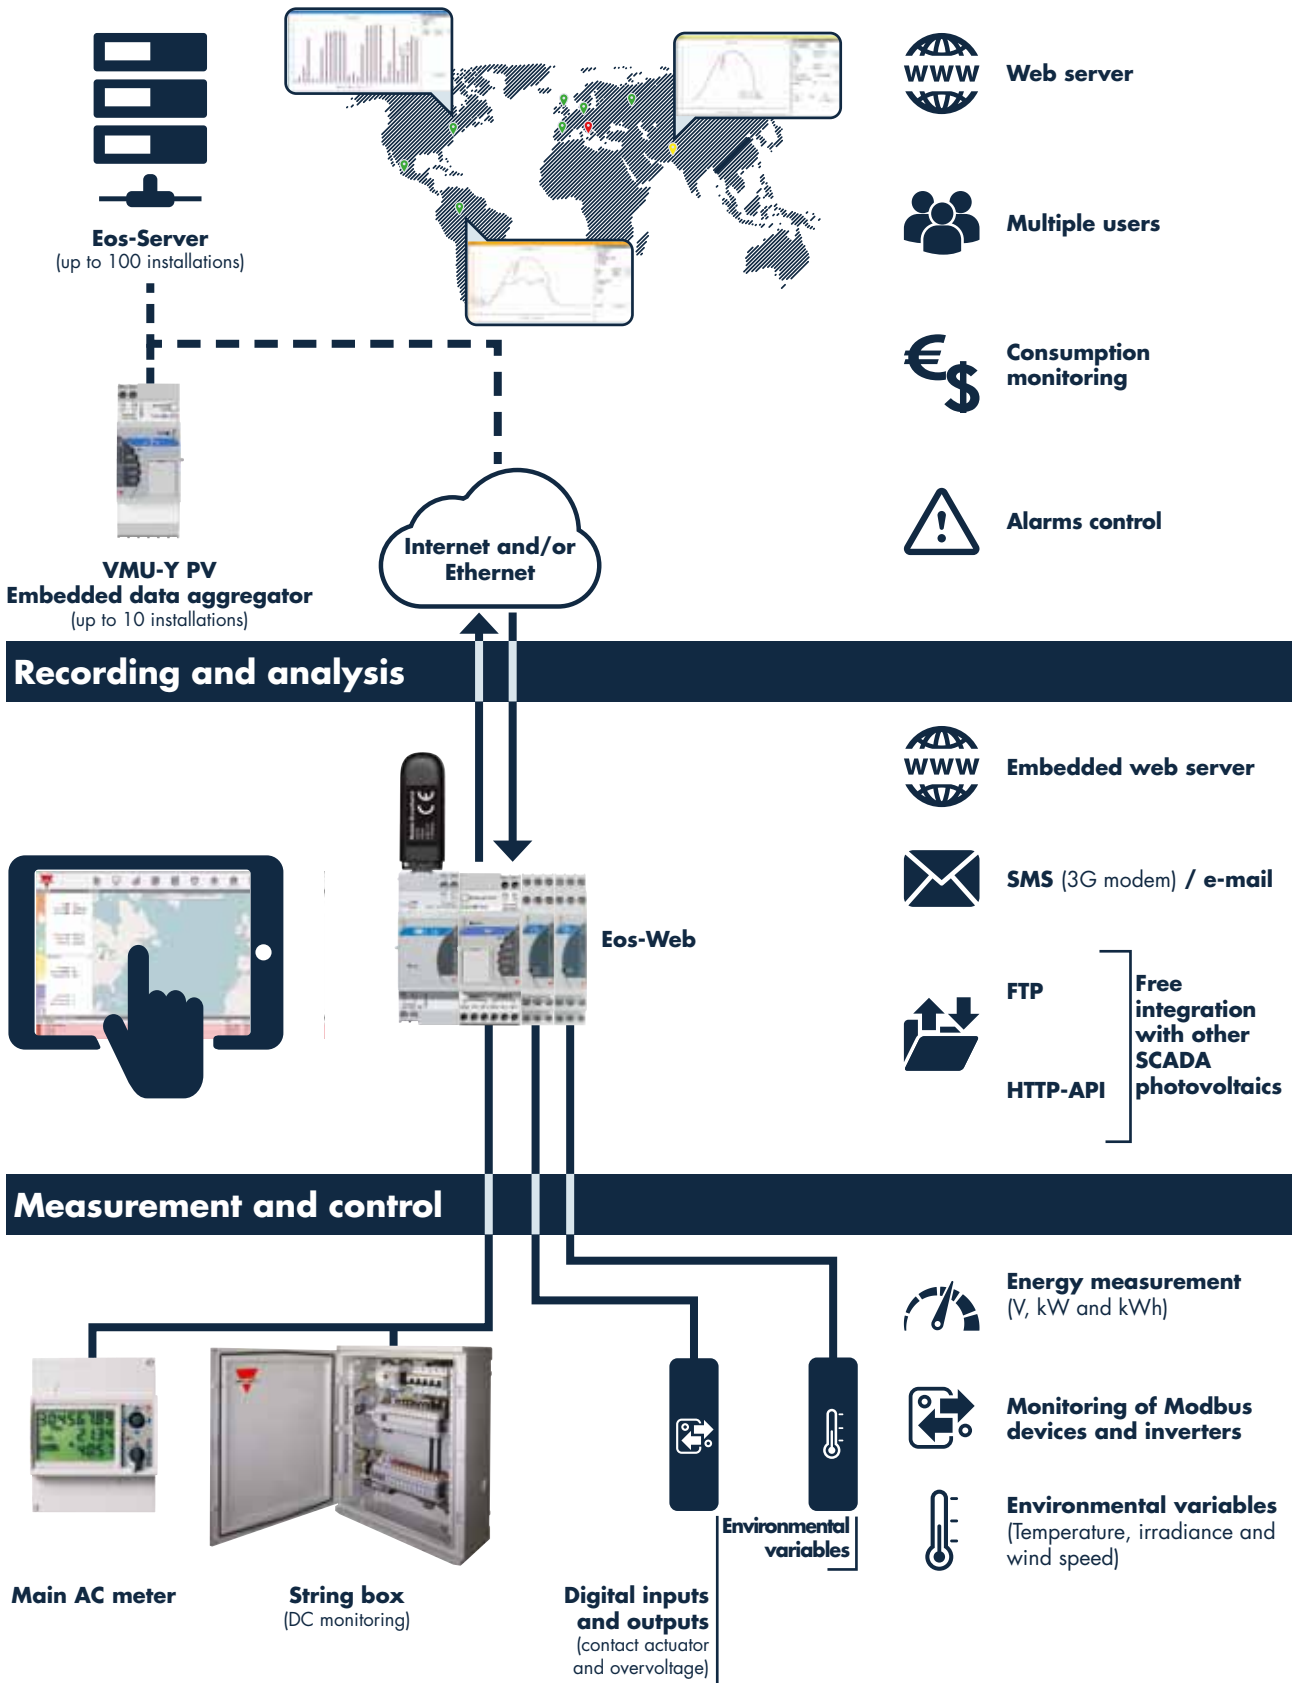 WWW
Web server
Multiple users
Eos-Server
(up to 100 installations)
Consumption
monitoring
€
$
Alarms control
Internet and/or
Ethernet
VMU-Y PV
Embedded data aggregator
(up to 10 installations)
Recording and analysis
WWW
Embedded web server
CE
SMS (3G modem) / e-mail
Eos-Web
FTP
HTTP-API
Free
integration
with other
SCADA
photovoltaics
Measurement and control
Energy measurement
(V, kW and kWh)
Monitoring of Modbus
devices and inverters
Environmental variables
(Temperature, irradiance and
wind speed)
Environmental
variables
Main AC meter
String box
(DC monitoring)
Digital inputs
and outputs
(contact actuator
and overvoltage)